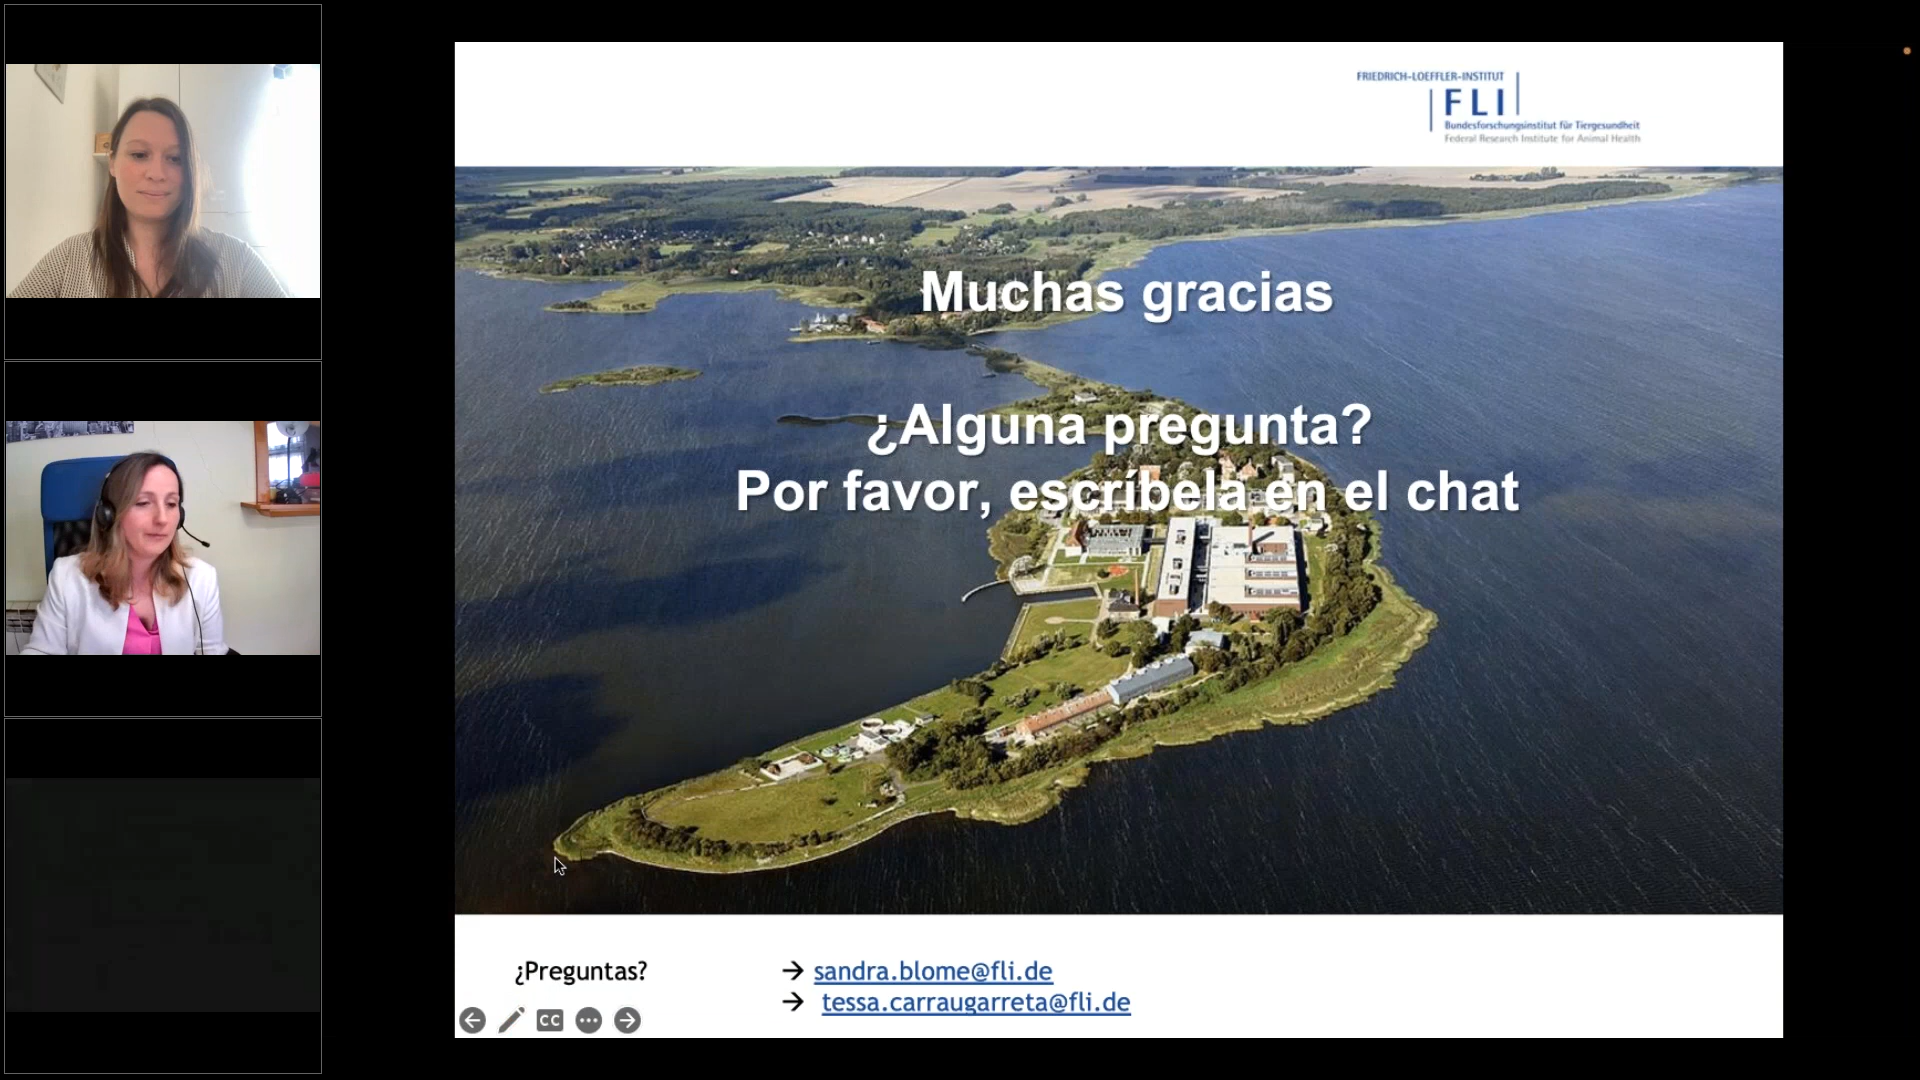 FRIEDRICH-LOEFFLER-INSTITUT
FLI
Bundesforschungsinstitut für Tiergesundheit
Federal Research Institute for Animal Health
Muchas gracias
¿Alguna pregunta?
Por favor, escríbela en el chat
¿Preguntas?
→ sandra.blome@fli.de
→ tessa.carraugarreta@fli.de
CC